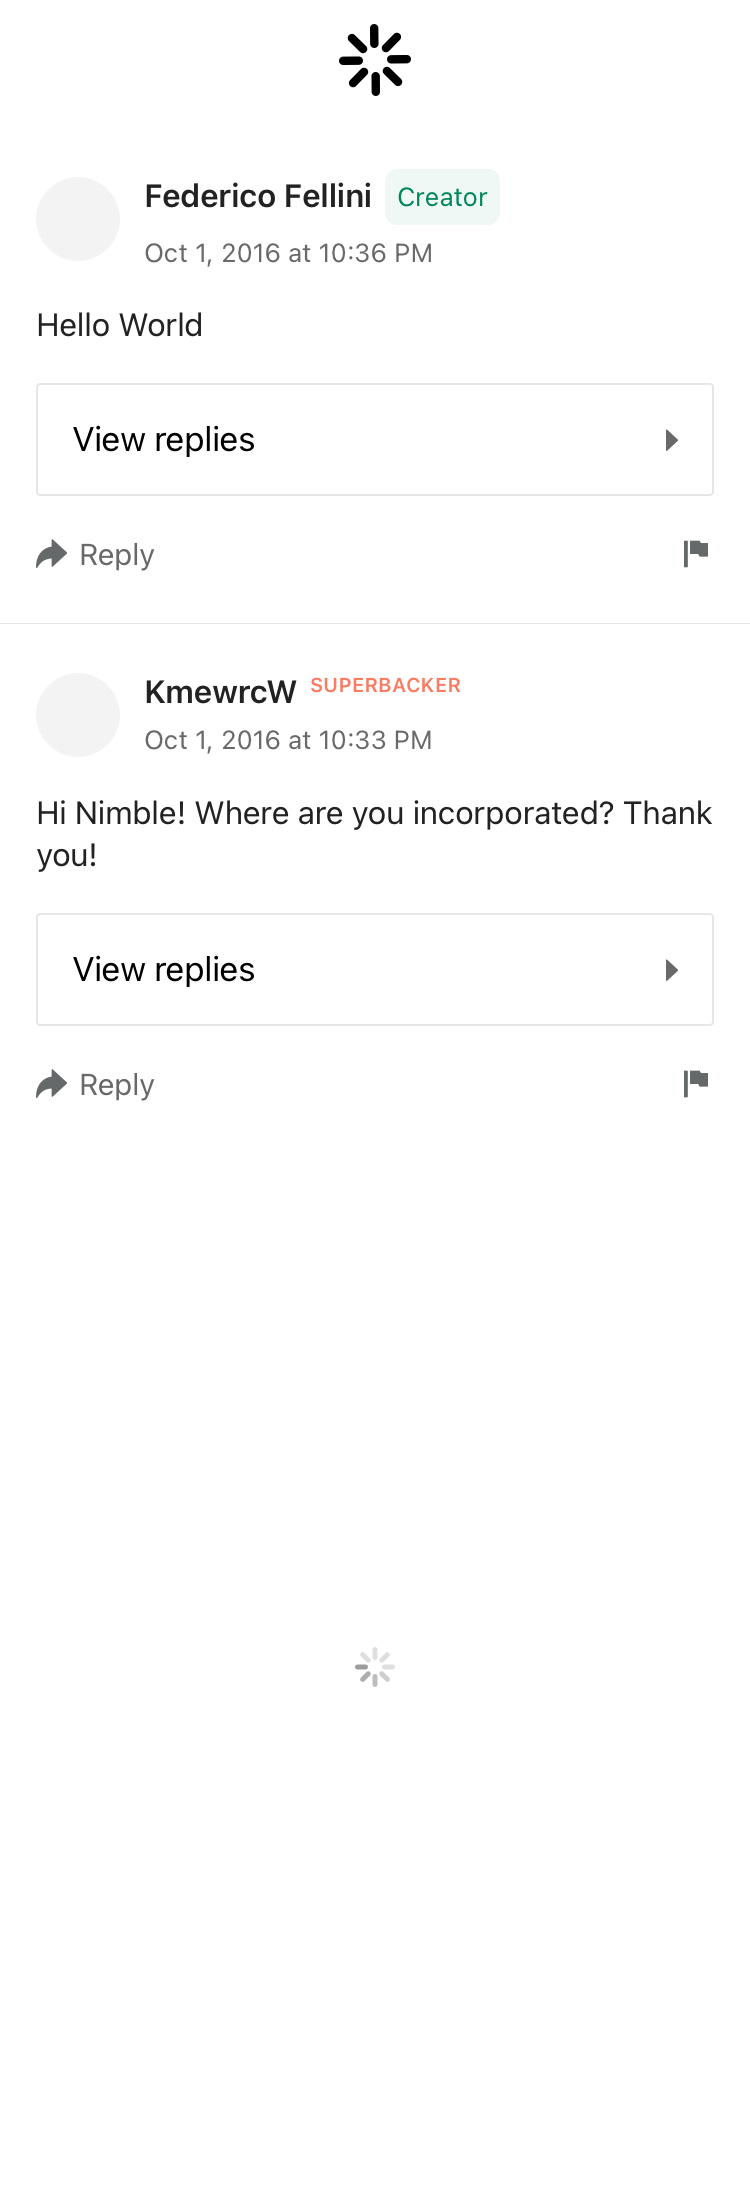 Federico Fellini Creator
Oct 1, 2016 at 10:36 PM
Hello World
View replies
Reply
KmewrcW SUPERBACKER
Oct 1, 2016 at 10:33 PM
Hi Nimble! Where are you incorporated? Thank
you!
View replies
Reply